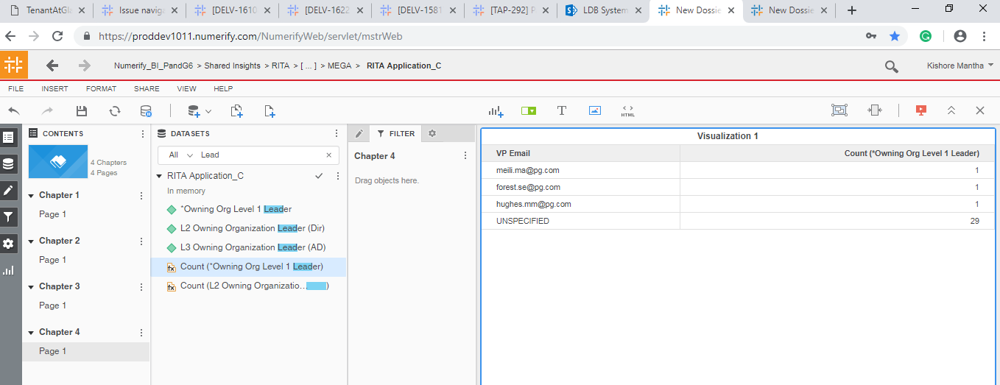 TenantAtGla
Issue naviga
[DELV-1610
[DELV-1622
[DELV-1581
[TAP-292] P
LDB System
New Dossie
New Dossie
https://proddev1011.numerify.com/NumerifyWeb/servlet/mstrWeb
Numerify_BI_PandG6 > Shared Insights > RITA > [ ... ] > MEGA > RITA Application_C
Kishore Mantha
FILE INSERT FORMAT SHARE VIEW HELP
T
< >
HTML
CONTENTS
4 Chapters
4 Pages
Chapter 1
Page 1
Chapter 2
Page 1
Chapter 3
Page 1
Chapter 4
Page 1
DATASETS
All Lead
RITA Application_C
In memory
*Owning Org Level 1 Leader
L2 Owning Organization Leader (Dir)
L3 Owning Organization Leader (AD)
fx Count (*Owning Org Level 1 Leader)
fx Count (L2 Owning Organizatio... )
FILTER
Chapter 4
Drag objects here.
Visualization 1
VP Email Count (*Owning Org Level 1 Leader)
meili.ma@pg.com 1
forest.se@pg.com 1
hughes.mm@pg.com 1
UNSPECIFIED 29